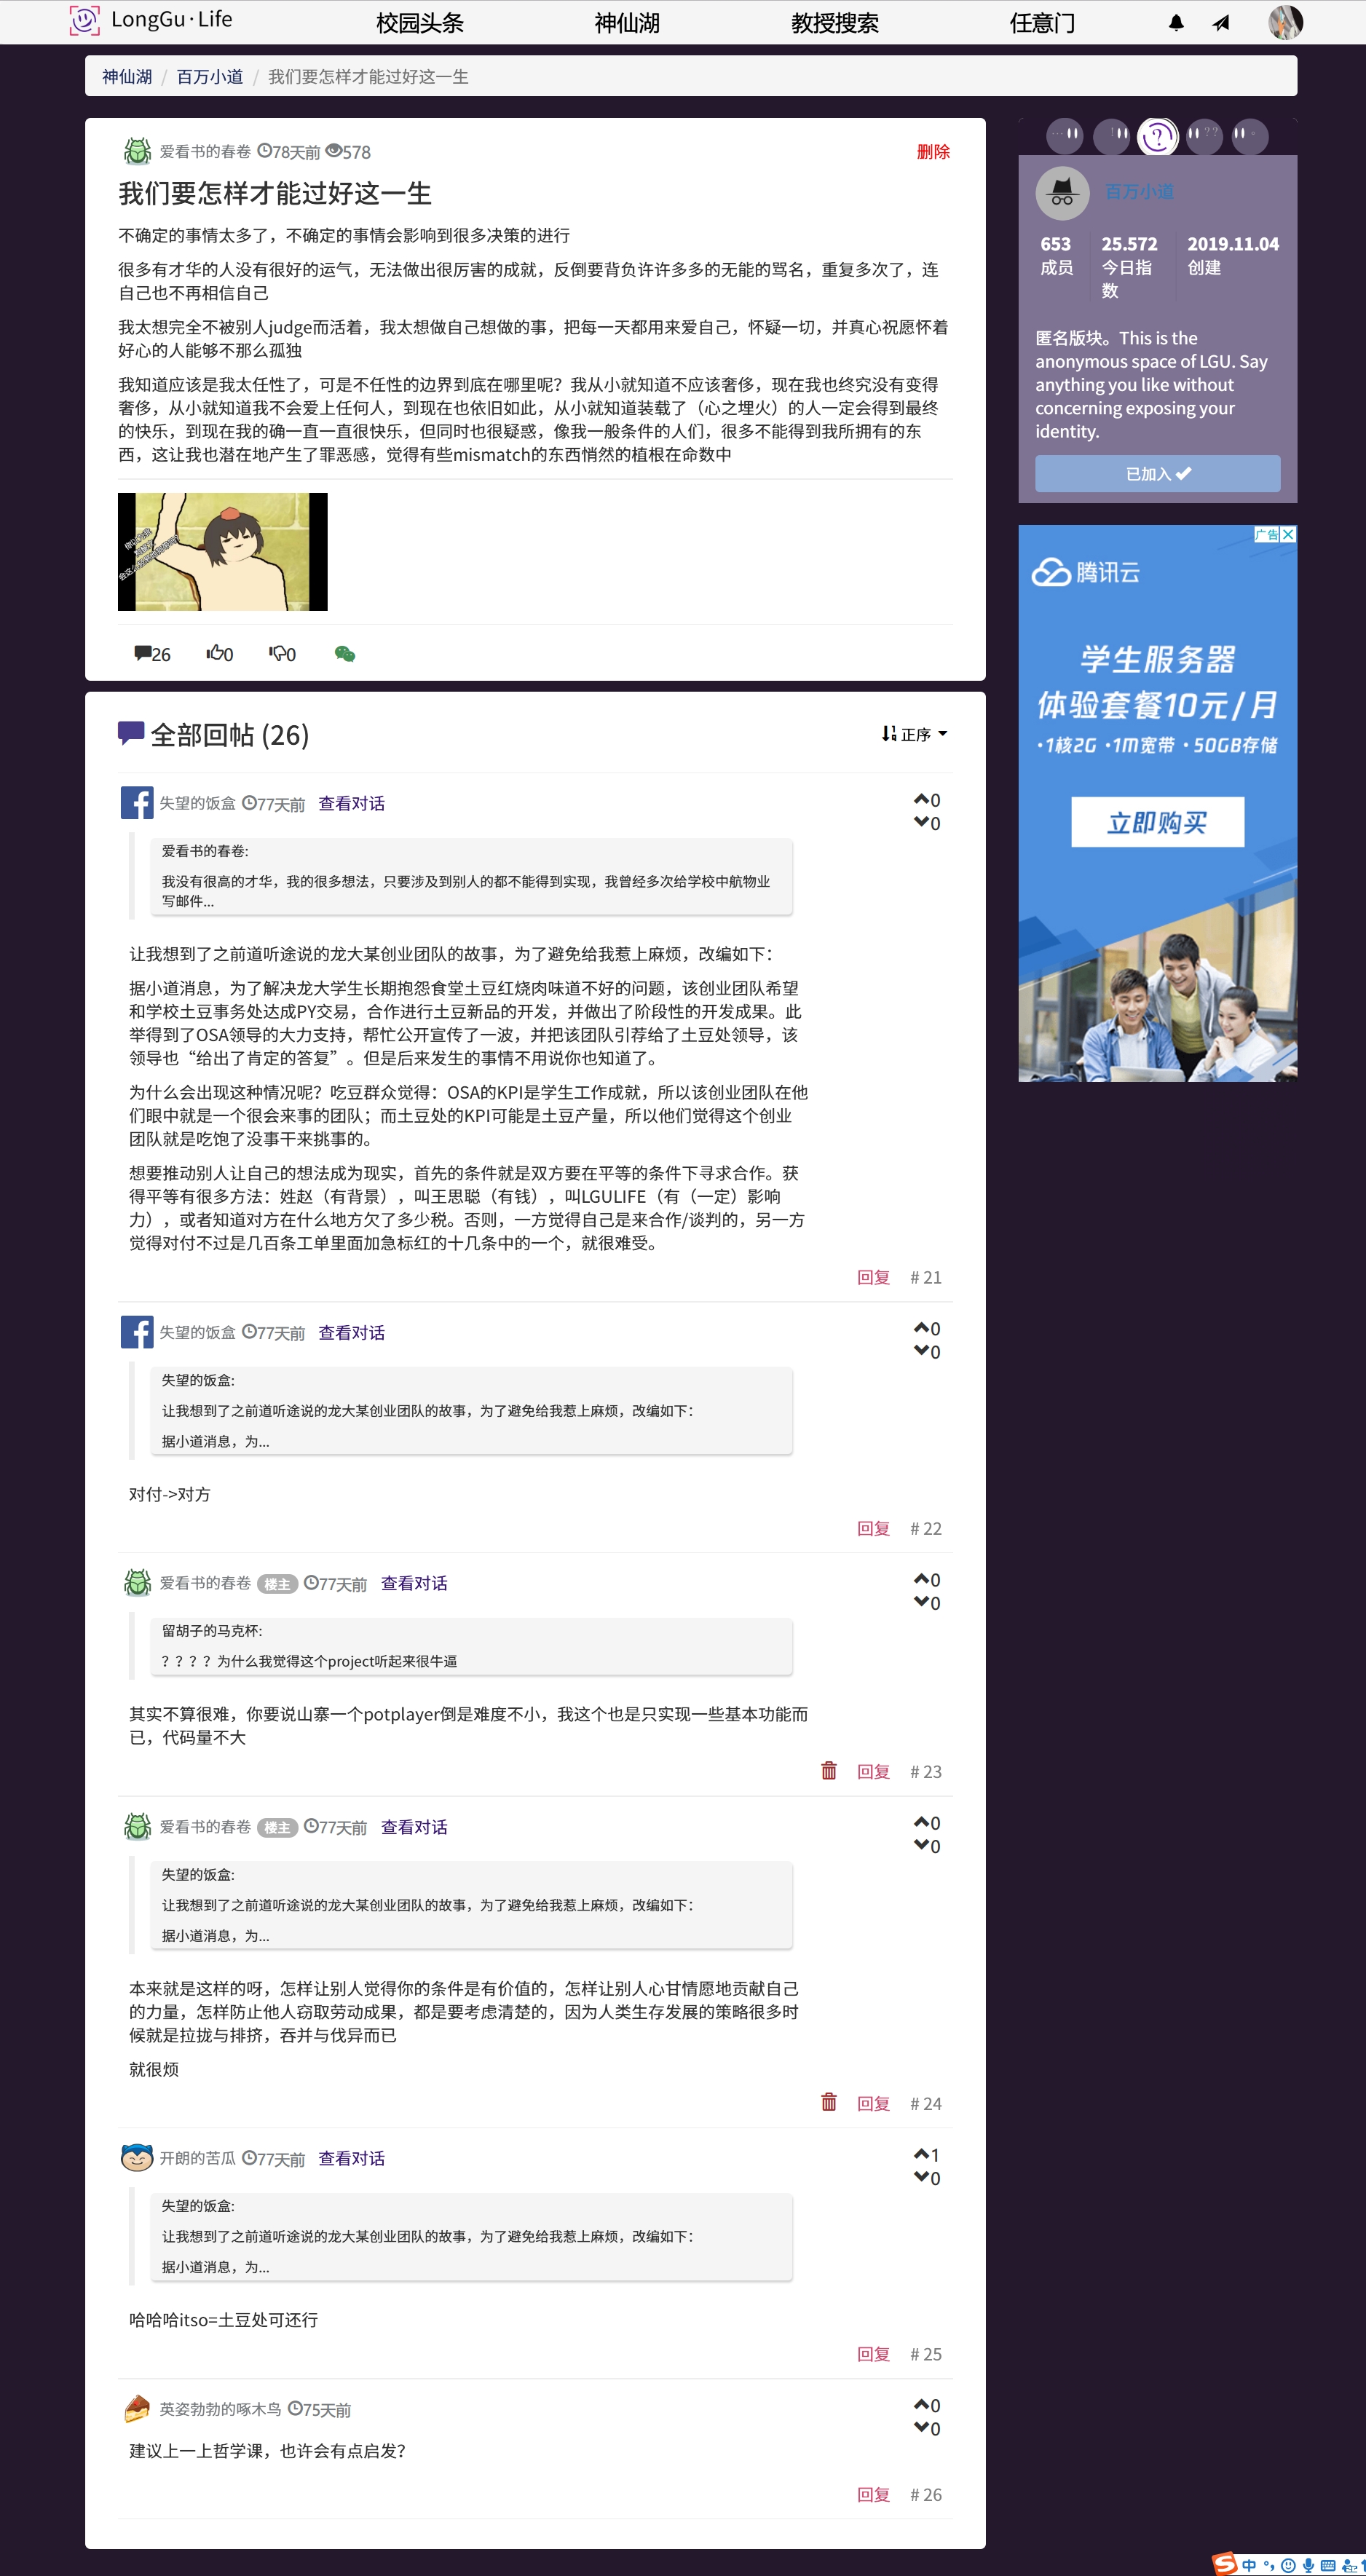 LongGu·Life 校园头条 神仙湖 教授搜索 任意门
神仙湖 / 百万小道 / 我们要怎样才能过好这一生
爱看书的春卷 78天前 578 删除
我们要怎样才能过好这一生
不确定的事情太多了，不确定的事情会影响到很多决策的进行
很多有才华的人没有很好的运气，无法做出很厉害的成就，反倒要背负许许多多的无能的骂名，重复多次了，连
自己也不再相信自己
我太想完全不被别人judge而活着，我太想做自己想做的事，把每一天都用来爱自己，怀疑一切，并真心祝愿怀着
好心的人能够不那么孤独
我知道应该是我太任性了，可是不任性的边界到底在哪里呢？我从小就知道不应该奢侈，现在我也终究没有变得
奢侈，从小就知道我不会爱上任何人，到现在也依旧如此，从小就知道装载了（心之埋火）的人一定会得到最终
的快乐，到现在我的确一直一直很快乐，但同时也很疑惑，像我一般条件的人们，很多不能得到我所拥有的东
西，这让我也潜在地产生了罪恶感，觉得有些mismatch的东西悄然的植根在命数中
26 0 0
全部回帖 (26) 正序
失望的饭盒 77天前 查看对话 0
0
爱看书的春卷:
我没有很高的才华，我的很多想法，只要涉及到别人的都不能得到实现，我曾经多次给学校中航物业
写邮件...
让我想到了之前道听途说的龙大某创业团队的故事，为了避免给我惹上麻烦，改编如下：
据小道消息，为了解决龙大学生长期抱怨食堂土豆红烧肉味道不好的问题，该创业团队希望
和学校土豆事务处达成PY交易，合作进行土豆新品的开发，并做出了阶段性的开发成果。此
举得到了OSA领导的大力支持，帮忙公开宣传了一波，并把该团队引荐给了土豆处领导，该
领导也“给出了肯定的答复”。但是后来发生的事情不用说你也知道了。
为什么会出现这种情况呢？吃豆群众觉得：OSA的KPI是学生工作成就，所以该创业团队在他
们眼中就是一个很会来事的团队；而土豆处的KPI可能是土豆产量，所以他们觉得这个创业
团队就是吃饱了没事干来挑事的。
想要推动别人让自己的想法成为现实，首先的条件就是双方要在平等的条件下寻求合作。获
得平等有很多方法：姓赵（有背景），叫王思聪（有钱），叫LGULIFE（有（一定）影响
力），或者知道对方在什么地方欠了多少税。否则，一方觉得自己是来合作/谈判的，另一方
觉得对付不过是几百条工单里面加急标红的十几条中的一个，就很难受。
回复 # 21
失望的饭盒 77天前 查看对话 0
0
失望的饭盒:
让我想到了之前道听途说的龙大某创业团队的故事，为了避免给我惹上麻烦，改编如下：
据小道消息，为...
对付->对方
回复 # 22
爱看书的春卷 楼主 77天前 查看对话 0
0
留胡子的马克杯:
？？？？为什么我觉得这个project听起来很牛逼
其实不算很难，你要说山寨一个potplayer倒是难度不小，我这个也是只实现一些基本功能而
已，代码量不大
回复 # 23
爱看书的春卷 楼主 77天前 查看对话 0
0
失望的饭盒:
让我想到了之前道听途说的龙大某创业团队的故事，为了避免给我惹上麻烦，改编如下：
据小道消息，为...
本来就是这样的呀，怎样让别人觉得你的条件是有价值的，怎样让别人心甘情愿地贡献自己
的力量，怎样防止他人窃取劳动成果，都是要考虑清楚的，因为人类生存发展的策略很多时
候就是拉拢与排挤，吞并与伐异而已
就很烦
回复 # 24
开朗的苦瓜 77天前 查看对话 1
0
失望的饭盒:
让我想到了之前道听途说的龙大某创业团队的故事，为了避免给我惹上麻烦，改编如下：
据小道消息，为...
哈哈哈itso=土豆处可还行
回复 # 25
英姿勃勃的啄木鸟 75天前 0
0
建议上一上哲学课，也许会有点启发？
回复 # 26
百万小道
653 25.572 2019.11.04
成员 今日指 创建
数
匿名版块。This is the
anonymous space of LGU. Say
anything you like without
concerning exposing your
identity.
已加入
广告
腾讯云
学生服务器
体验套餐10元/月
·1核2G ·1M宽带 ·50GB存储
立即购买
中